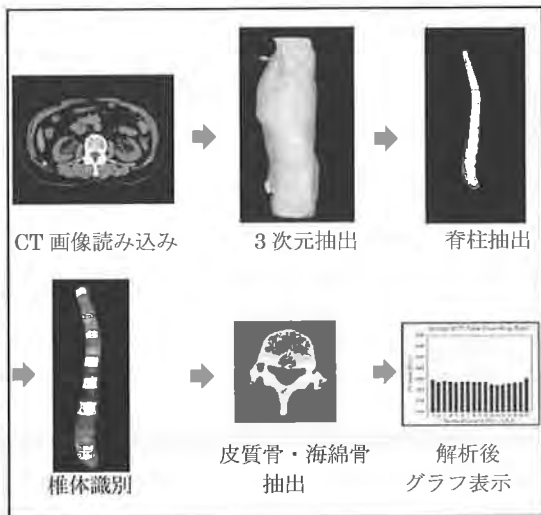 CT 画像読み込み
3 次元抽出
脊柱抽出
椎体識別
皮質骨・海綿骨
抽出
解析後
グラフ表示